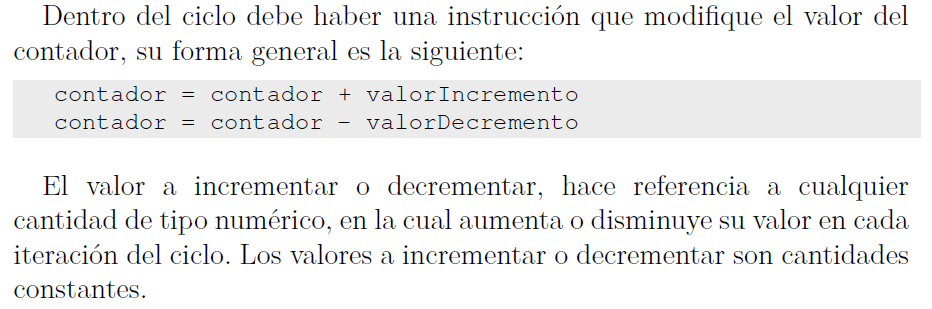 Dentro del ciclo debe haber una instrucción que modifique el valor del
contador, su forma general es la siguiente:
contador = contador + valorIncremento
contador = contador - valorDecremento
El valor a incrementar o decrementar, hace referencia a cualquier
cantidad de tipo numérico, en la cual aumenta o disminuye su valor en cada
iteración del ciclo. Los valores a incrementar o decrementar son cantidades
constantes.